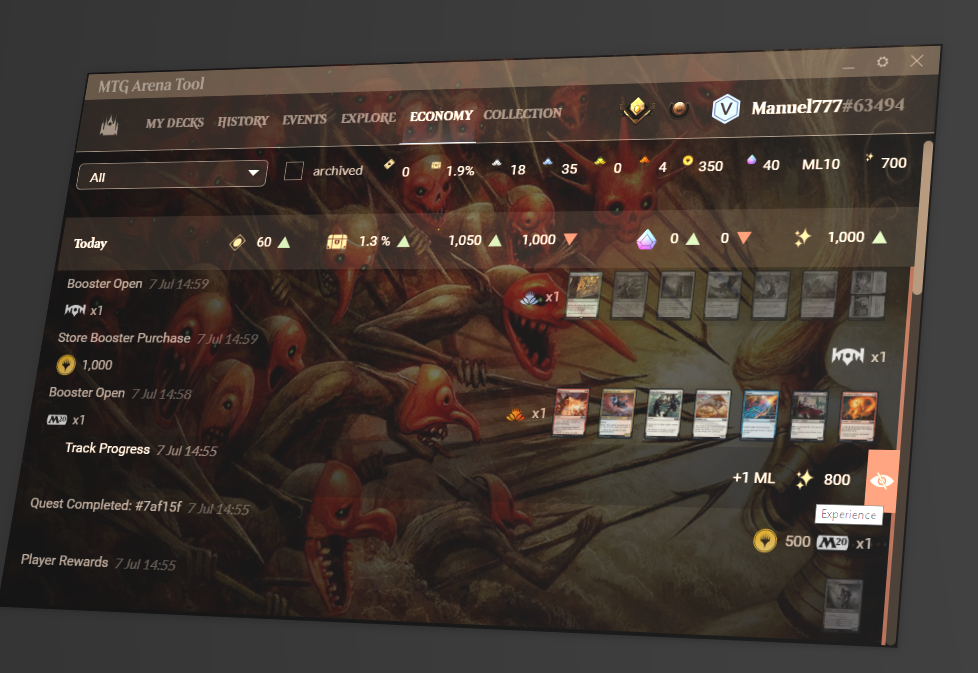 MTG Arena Tool
MY DECKS HISTORY EVENTS EXPLORE ECONOMY COLLECTION V Manuel777#63494
All archived 0 1.9% 18 35 0 4 350 40 ML10 700
Today 60 1.3 % 1,050 1,000 0 0 1,000
Booster Open 7 Jul 14:59
x1 x1
Store Booster Purchase 7 Jul 14:59
1,000 x1
Booster Open 7 Jul 14:58
M20 x1 x1
Track Progress 7 Jul 14:55
+1 ML 800
Experience
Quest Completed: #7af15f 7 Jul 14:55
500 M20 x1
Player Rewards 7 Jul 14:55